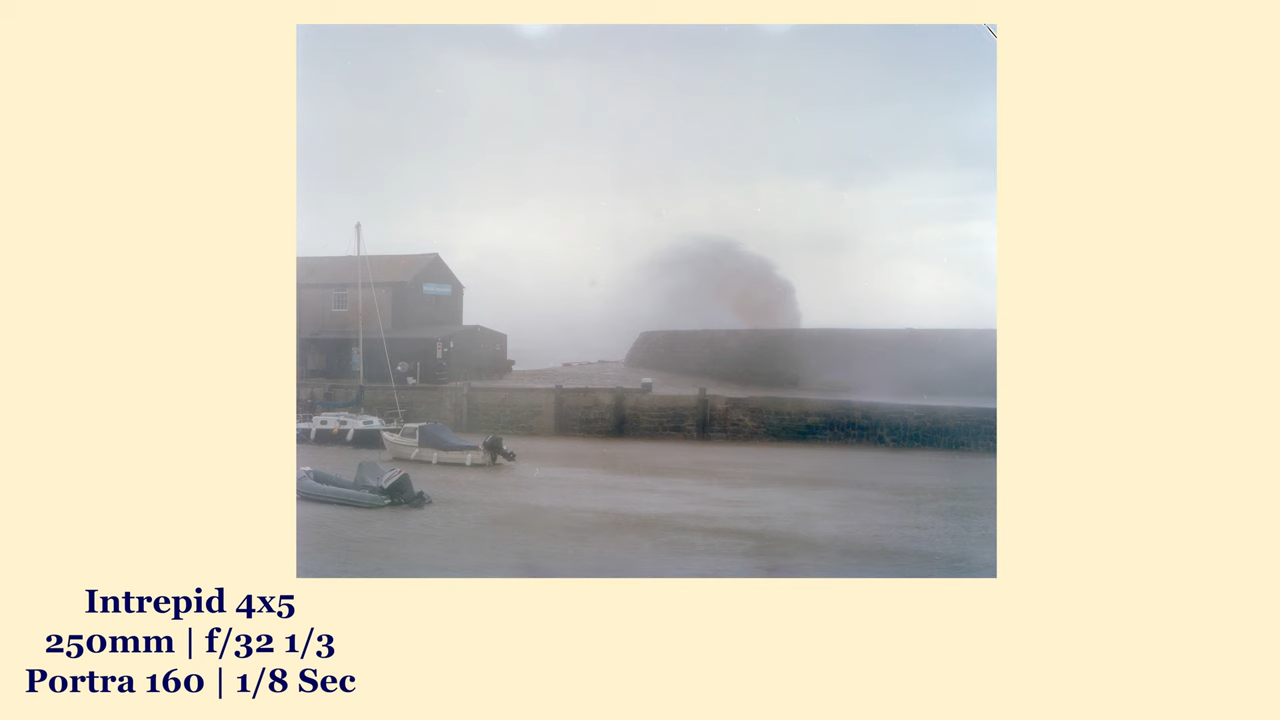 Intrepid 4x5
250mm | f/32 1/3
Portra 160 | 1/8 Sec